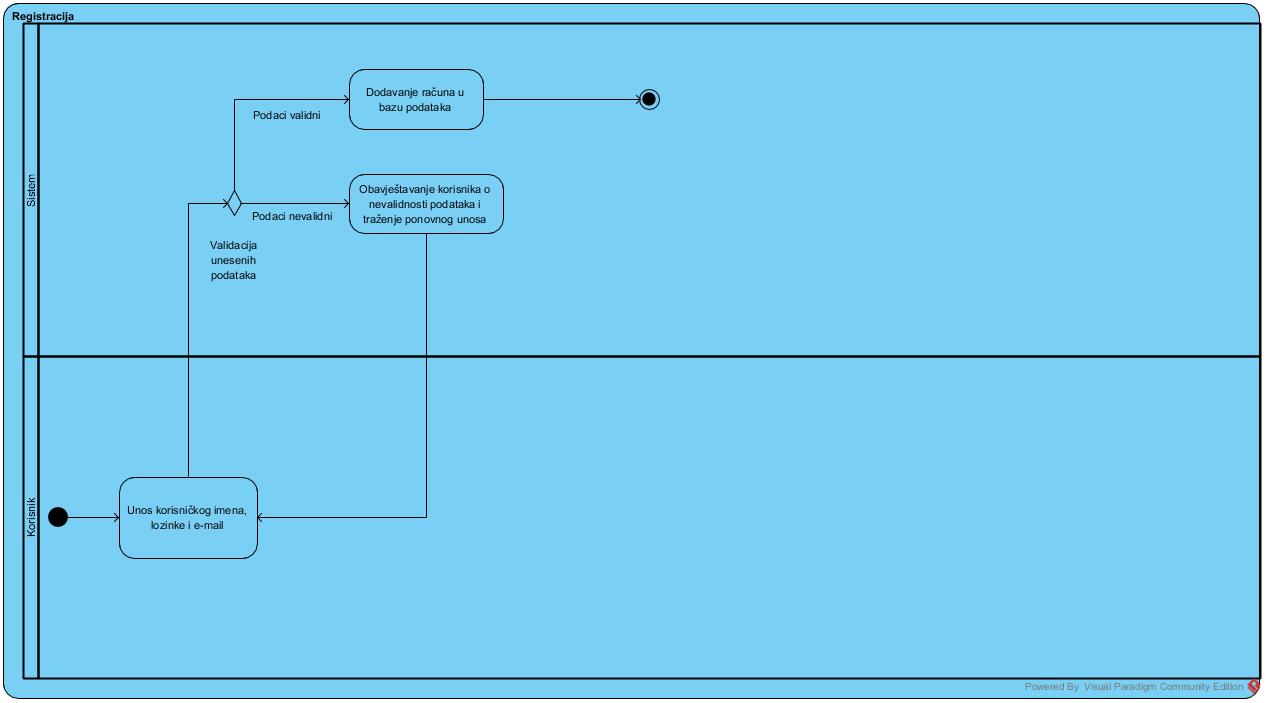 Registracija
Sistem
Dodavanje računa u
bazu podataka
Podaci validni
Obavještavanje korisnika o
nevalidnosti podataka i
traženje ponovnog unosa
Podaci nevalidni
Validacija
unesenih
podataka
Korisnik
Unos korisničkog imena,
lozinke i e-mail
Powered By Visual Paradigm Community Edition